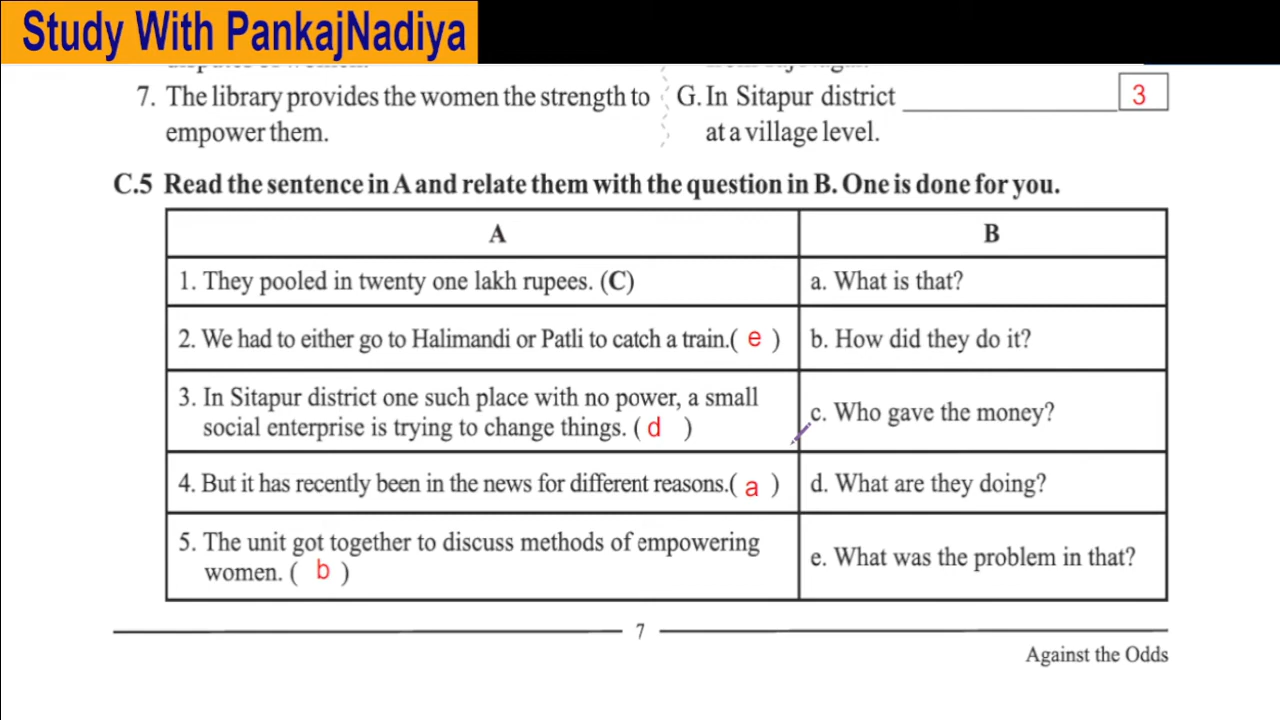 Study With PankajNadiya
7. The library provides the women the strength to
empower them.
G. In Sitapur district ____________ 3
at a village level.
C.5 Read the sentence in A and relate them with the question in B. One is done for you.
A B
1. They pooled in twenty one lakh rupees. (C) a. What is that?
2. We had to either go to Halimandi or Patli to catch a train.( e ) b. How did they do it?
3. In Sitapur district one such place with no power, a small
social enterprise is trying to change things. ( d )
c. Who gave the money?
4. But it has recently been in the news for different reasons.( a ) d. What are they doing?
5. The unit got together to discuss methods of empowering
women. ( b )
e. What was the problem in that?
7
Against the Odds